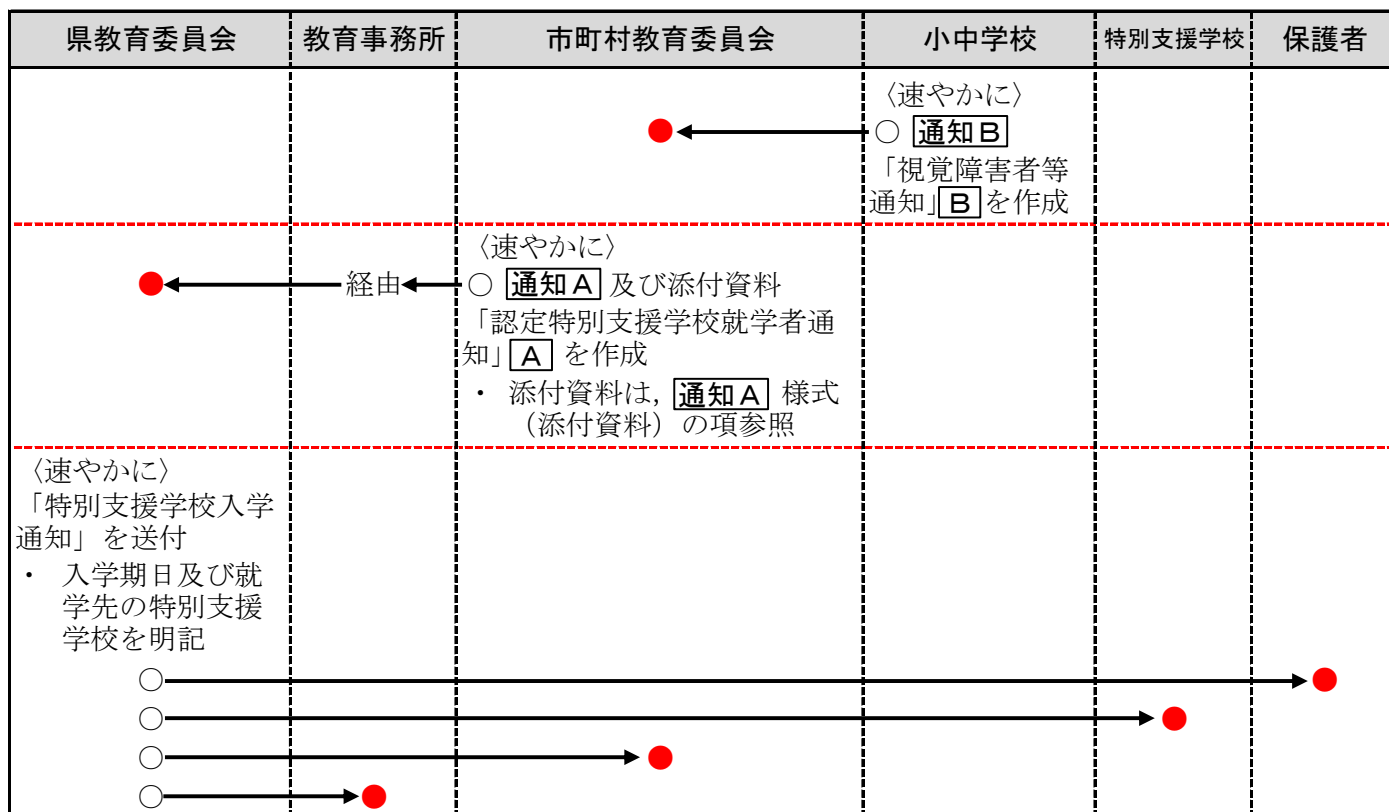 県教育委員会 教育事務所 市町村教育委員会 小中学校 特別支援学校 保護者
〈速やかに〉
○ 通知B
「視覚障害者等
通知」B を作成
〈速やかに〉
経由 ○ 通知A 及び添付資料
「認定特別支援学校就学者通
知」A を作成
・ 添付資料は，通知A 様式
（添付資料）の項参照
〈速やかに〉
「特別支援学校入学
通知」を送付
・ 入学期日及び就
学先の特別支援
学校を明記